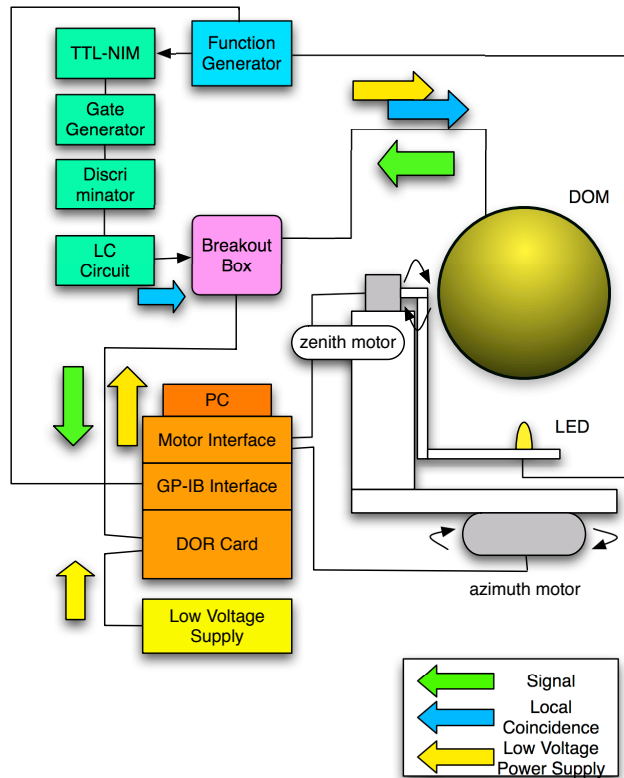 TTL-NIM
Function
Generator
Gate
Generator
Discri
minator
LC
Circuit
Breakout
Box
DOM
zenith motor
PC
Motor Interface
GP-IB Interface
DOR Card
Low Voltage
Supply
LED
azimuth motor
Signal
Local
Coincidence
Low Voltage
Power Supply